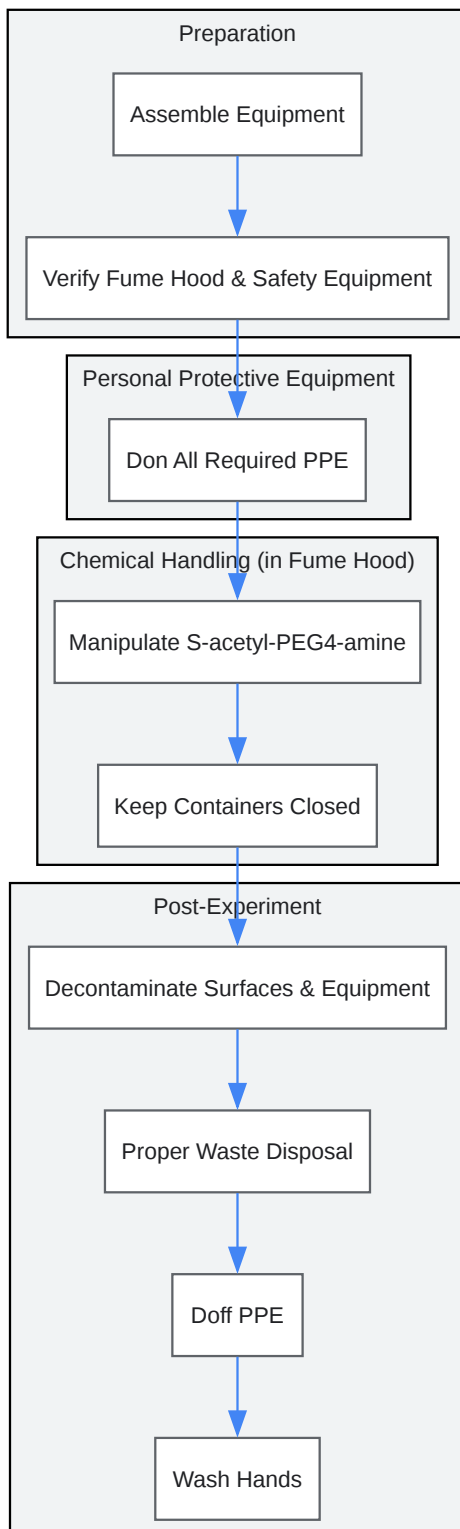 Preparation
Assemble Equipment
Verify Fume Hood & Safety Equipment
Personal Protective Equipment
Don All Required PPE
Chemical Handling (in Fume Hood)
Manipulate S-acetyl-PEG4-amine
Keep Containers Closed
Post-Experiment
Decontaminate Surfaces & Equipment
Proper Waste Disposal
Doff PPE
Wash Hands